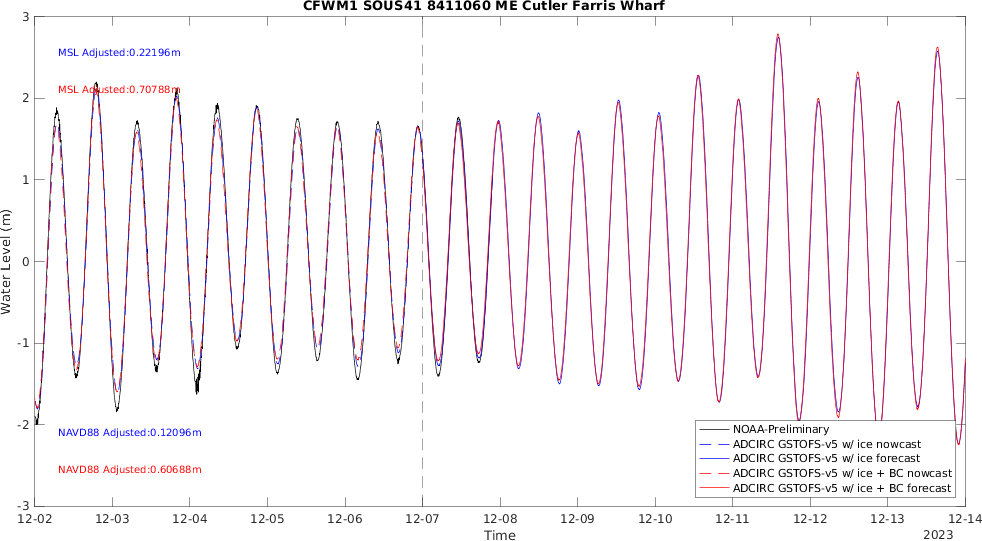 CFWM1 SOUS41 8411060 ME Cutler Farris Wharf
3
2
1
0
-1
-2
-3
Water Level (m)
MSL Adjusted:0.22196m
MSL Adjusted:0.70788m
NAVD88 Adjusted:0.12096m
NAVD88 Adjusted:0.60688m
NOAA-Preliminary
ADCIRC GSTOFS-v5 w/ ice nowcast
ADCIRC GSTOFS-v5 w/ ice forecast
ADCIRC GSTOFS-v5 w/ ice + BC nowcast
ADCIRC GSTOFS-v5 w/ ice + BC forecast
12-02 12-03 12-04 12-05 12-06 12-07 12-08 12-09 12-10 12-11 12-12 12-13 12-14
Time
2023